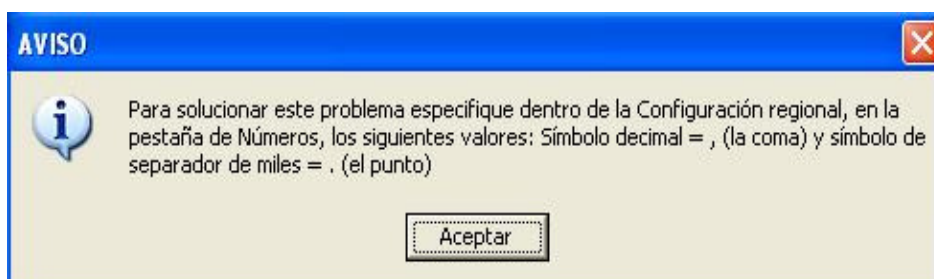 AVISO
Para solucionar este problema especifique dentro de la Configuración regional, en la
pestaña de Números, los siguientes valores: Símbolo decimal = , (la coma) y símbolo de
separador de miles = . (el punto)
Aceptar